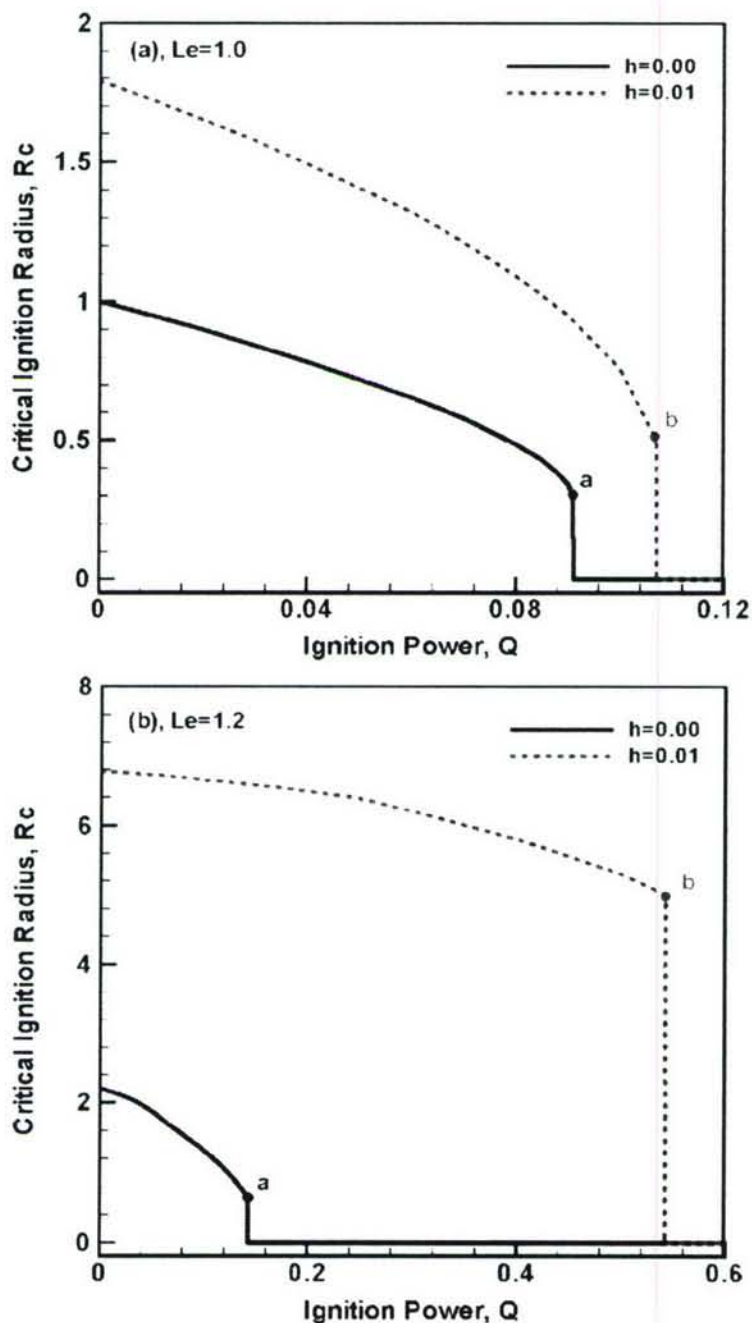 2
(a), Le=1.0
h=0.00
h=0.01
1.5
1
0.5
0
Critical Ignition Radius, Rc
b
a
0
0.04
0.08
0.12
Ignition Power, Q
8
(b), Le=1.2
h=0.00
h=0.01
6
4
2
0
Critical Ignition Radius, Rc
b
a
0
0.2
0.4
0.6
Ignition Power, Q